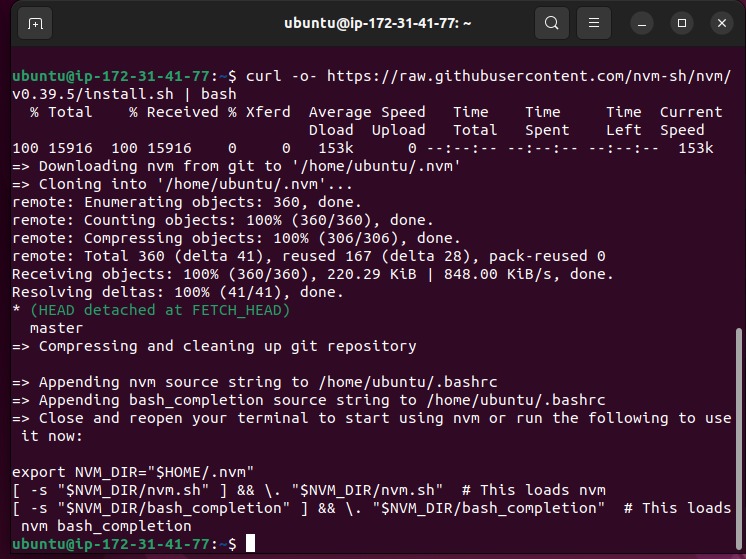 ubuntu@ip-172-31-41-77: ~
ubuntu@ip-172-31-41-77:~$ curl -o- https://raw.githubusercontent.com/nvm-sh/nvm/
v0.39.5/install.sh | bash
  % Total    % Received % Xferd  Average Speed   Time    Time     Time  Current
                                 Dload  Upload   Total   Spent    Left  Speed
100 15916  100 15916    0     0   153k      0 --:--:-- --:--:-- --:--:--  153k
=> Downloading nvm from git to '/home/ubuntu/.nvm'
=> Cloning into '/home/ubuntu/.nvm'...
remote: Enumerating objects: 360, done.
remote: Counting objects: 100% (360/360), done.
remote: Compressing objects: 100% (306/306), done.
remote: Total 360 (delta 41), reused 167 (delta 28), pack-reused 0
Receiving objects: 100% (360/360), 220.29 KiB | 848.00 KiB/s, done.
Resolving deltas: 100% (41/41), done.
* (HEAD detached at FETCH_HEAD)
  master
=> Compressing and cleaning up git repository
=> Appending nvm source string to /home/ubuntu/.bashrc
=> Appending bash_completion source string to /home/ubuntu/.bashrc
=> Close and reopen your terminal to start using nvm or run the following to use
 it now:
export NVM_DIR="$HOME/.nvm"
[ -s "$NVM_DIR/nvm.sh" ] && \. "$NVM_DIR/nvm.sh"  # This loads nvm
[ -s "$NVM_DIR/bash_completion" ] && \. "$NVM_DIR/bash_completion"  # This loads
 nvm bash_completion
ubuntu@ip-172-31-41-77:~$